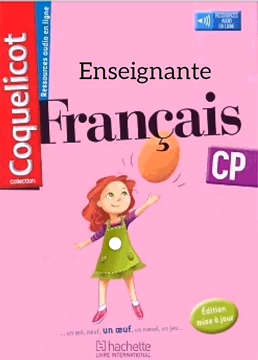 Coquelicot
COLLECTION
Ressources audio en ligne
RESSOURCES
AUDIO
EN LIGNE
Enseignante
Français
CP
Édition
mise à jour
... un œil, neuf, un œuf, un nœud, un jeu...
hachette
LIVRE INTERNATIONAL